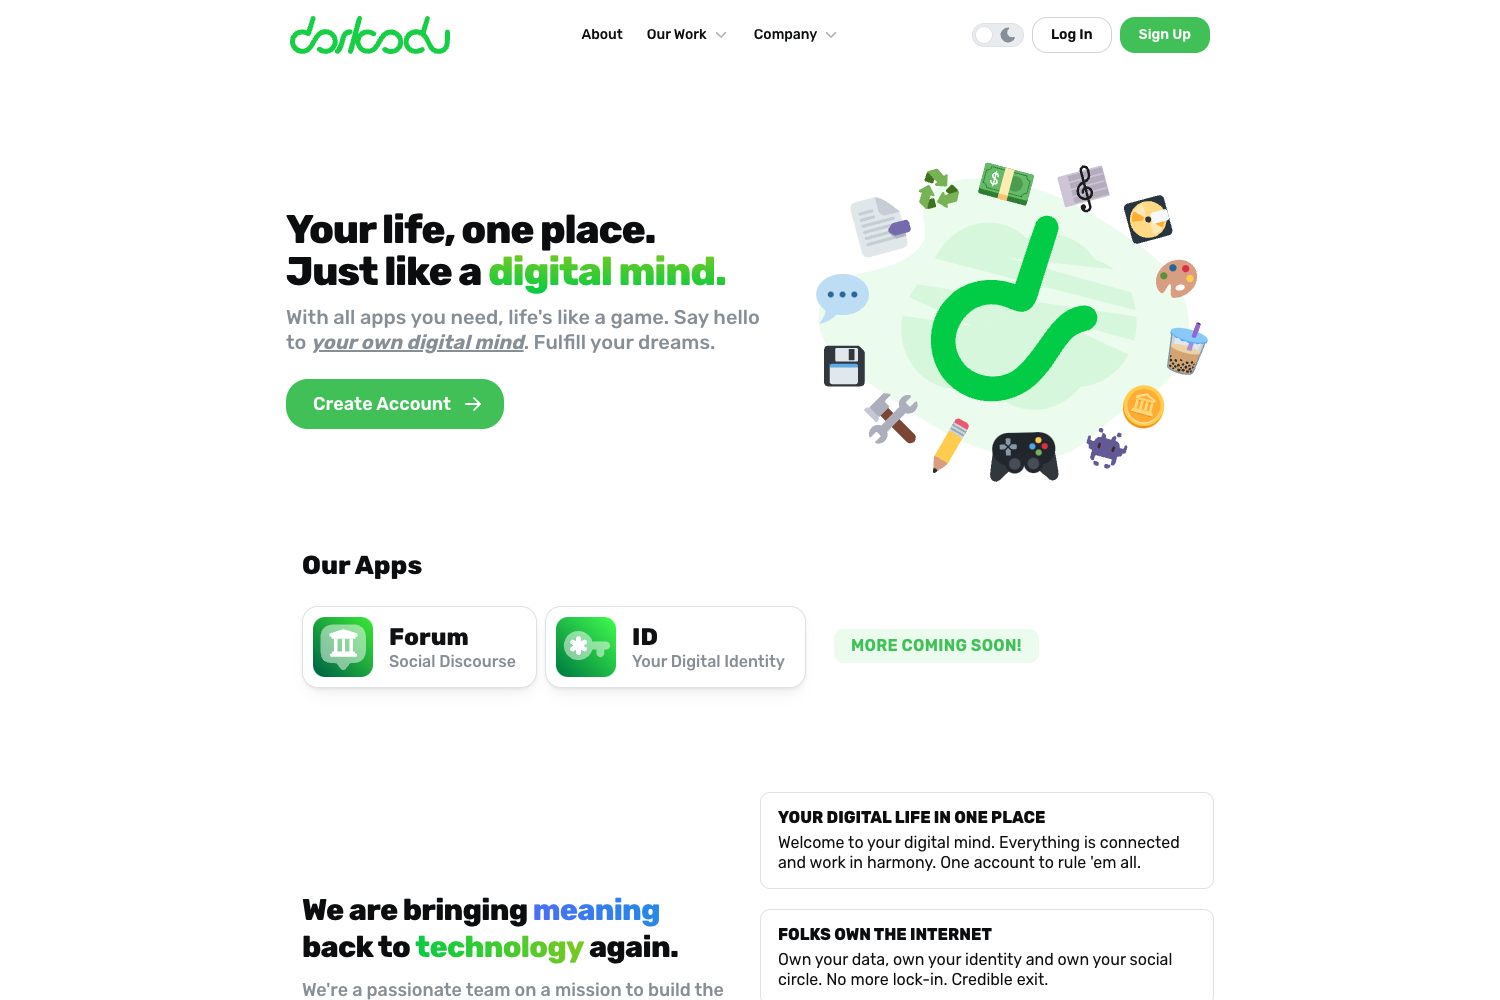 darkodu
About
Our Work
Company
Log In
Sign Up
Your life, one place.
Just like a digital mind.
With all apps you need, life's like a game. Say hello
to your own digital mind. Fulfill your dreams.
Create Account
Our Apps
Forum
Social Discourse
ID
Your Digital Identity
MORE COMING SOON!
We are bringing meaning
back to technology again.
We're a passionate team on a mission to build the
YOUR DIGITAL LIFE IN ONE PLACE
Welcome to your digital mind. Everything is connected
and work in harmony. One account to rule 'em all.
FOLKS OWN THE INTERNET
Own your data, own your identity and own your social
circle. No more lock-in. Credible exit.